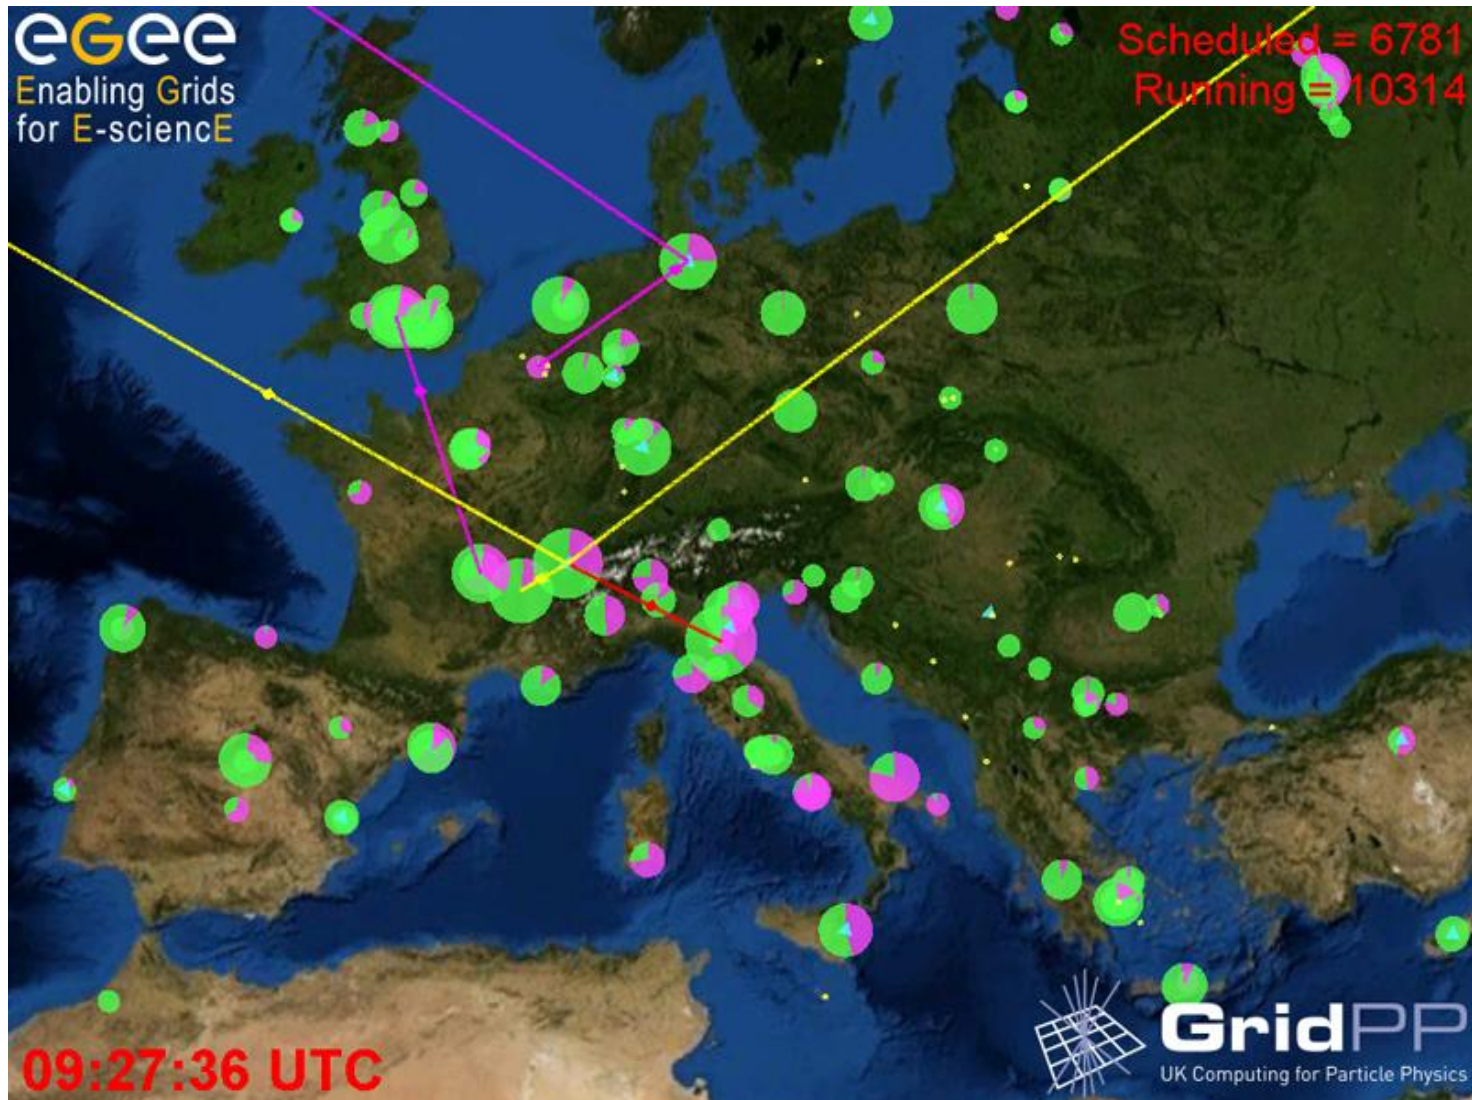 eGee
Enabling Grids
for E-sciencE
Scheduled = 6781
Running = 10314
09:27:36 UTC
GridPP
UK Computing for Particle Physics